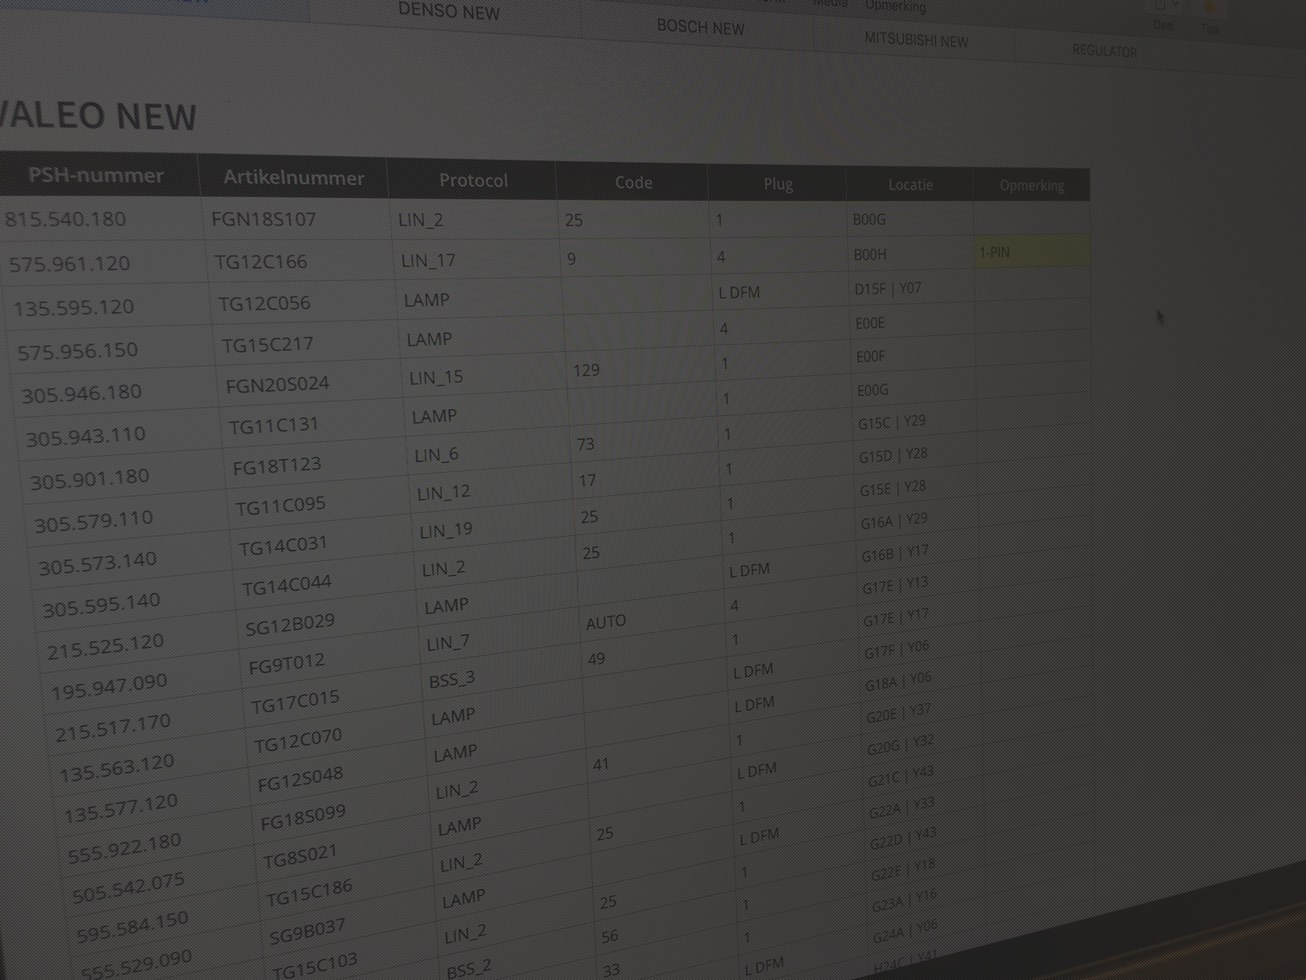 DENSO NEW BOSCH NEW MITSUBISHI NEW REGULATOR
Media Opmerking Deel
VALEO NEW
PSH-nummer Artikelnummer Protocol Code Plug Locatie Opmerking
815.540.180 FGN18S107 LIN_2 25 1 B00G
575.961.120 TG12C166 LIN_17 9 4 B00H 1-PIN
135.595.120 TG12C056 LAMP L DFM D15F | Y07
575.956.150 TG15C217 LAMP 4 E00E
305.946.180 FGN20S024 LIN_15 129 1 E00F
305.943.110 TG11C131 LAMP 1 E00G
305.901.180 FG18T123 LIN_6 73 1 G15C | Y29
305.579.110 TG11C095 LIN_12 17 1 G15D | Y28
305.573.140 TG14C031 LIN_19 25 1 G15E | Y28
305.595.140 TG14C044 LIN_2 25 1 G16A | Y29
215.525.120 SG12B029 LAMP L DFM G16B | Y17
195.947.090 FG9T012 LIN_7 AUTO 4 G17E | Y13
215.517.170 TG17C015 BSS_3 49 1 G17E | Y17
135.563.120 TG12C070 LAMP L DFM G17F | Y06
135.577.120 FG12S048 LAMP L DFM G18A | Y06
555.922.180 FG18S099 LIN_2 41 1 G20E | Y37
505.542.075 TG8S021 LAMP L DFM G20G | Y32
595.584.150 TG15C186 LIN_2 25 1 G21C | Y43
555.529.090 SG9B037 LAMP L DFM G22A | Y33
TG15C103 LIN_2 25 1 G22D | Y43
BSS_2 56 1 G22E | Y18
33 1 G23A | Y16
L DFM G24A | Y06
H24C | Y41